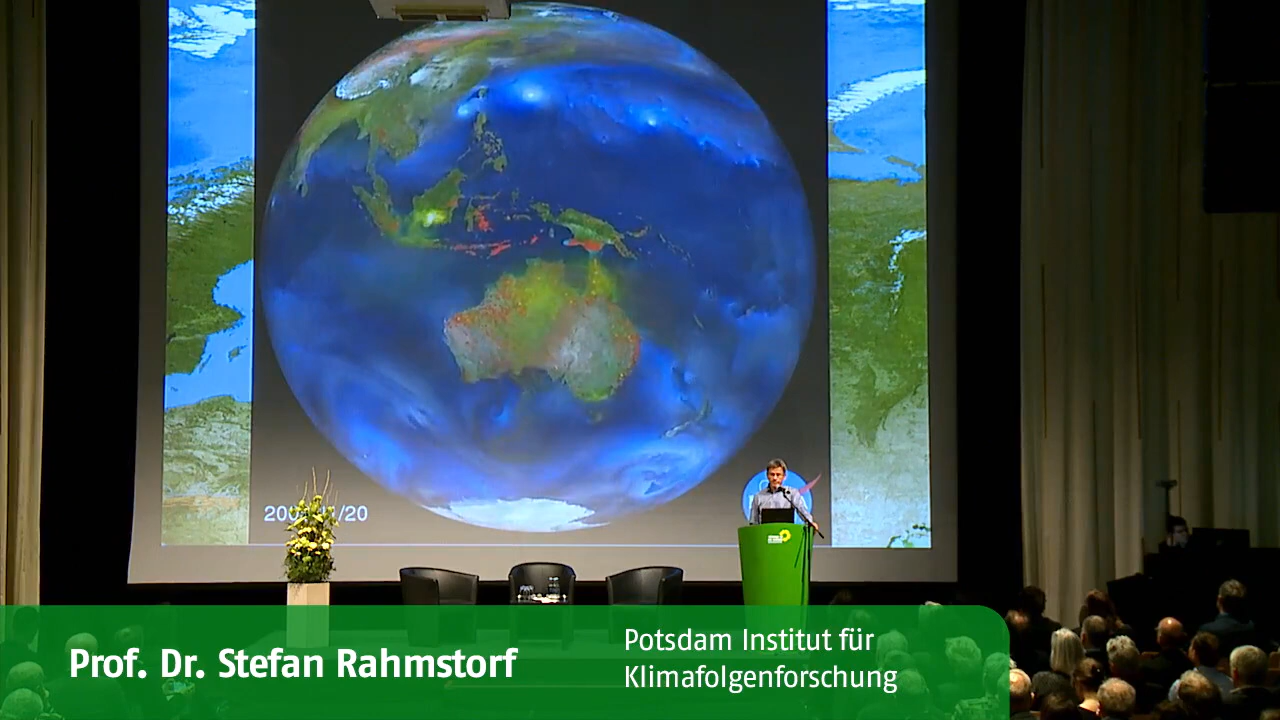 Prof. Dr. Stefan Rahmstorf
Potsdam Institut für
Klimafolgenforschung